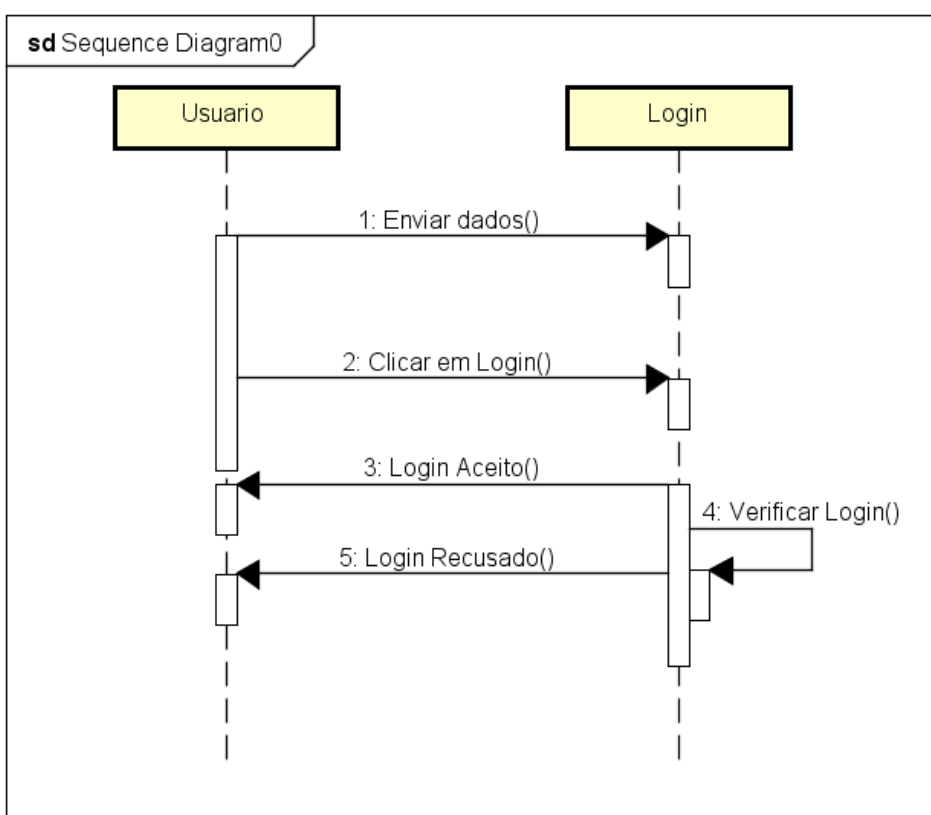 sd Sequence Diagram0
Usuario
Login
1: Enviar dados()
2: Clicar em Login()
3: Login Aceito()
4: Verificar Login()
5: Login Recusado()